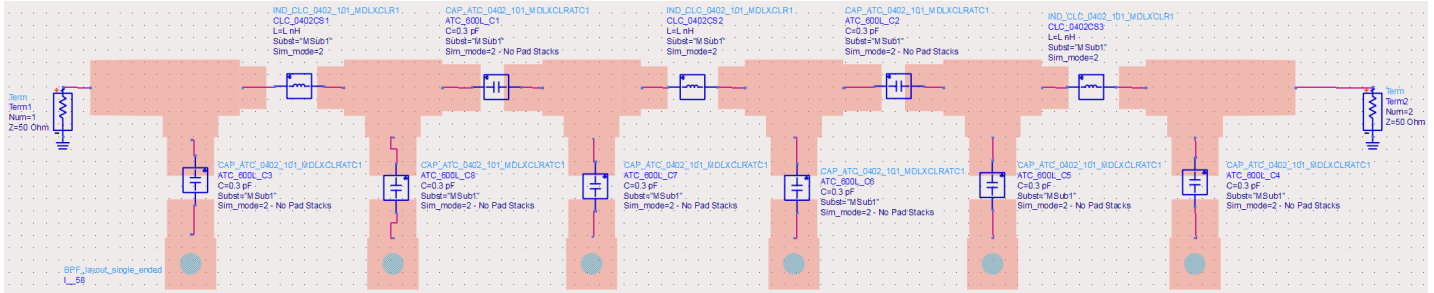 IND_CLC_0402_101_MDLXCLR1
CLC_0402CS1
L=L nH
Subst="MSub1"
Sim_mode=2
CAP_ATC_0402_101_MDLXCLRATC1
ATC_600L_C1
C=0.3 pF
Subst="MSub1"
Sim_mode=2 - No Pad Stacks
IND_CLC_0402_101_MDLXCLR1
CLC_0402CS2
L=L nH
Subst="MSub1"
Sim_mode=2
CAP_ATC_0402_101_MDLXCLRATC1
ATC_600L_C2
C=0.3 pF
Subst="MSub1"
Sim_mode=2 - No Pad Stacks
IND_CLC_0402_101_MDLXCLR1
CLC_0402CS3
L=L nH
Subst="MSub1"
Sim_mode=2
Term
Term1
Num=1
Z=50 Ohm
Term
Term2
Num=2
Z=50 Ohm
CAP_ATC_0402_101_MDLXCLRATC1
ATC_600L_C3
C=0.3 pF
Subst="MSub1"
Sim_mode=2 - No Pad Stacks
CAP_ATC_0402_101_MDLXCLRATC1
ATC_600L_C8
C=0.3 pF
Subst="MSub1"
Sim_mode=2 - No Pad Stacks
CAP_ATC_0402_101_MDLXCLRATC1
ATC_600L_C7
C=0.3 pF
Subst="MSub1"
Sim_mode=2 - No Pad Stacks
CAP_ATC_0402_101_MDLXCLRATC1
ATC_600L_C6
C=0.3 pF
Subst="MSub1"
Sim_mode=2 - No Pad Stacks
CAP_ATC_0402_101_MDLXCLRATC1
ATC_600L_C5
C=0.3 pF
Subst="MSub1"
Sim_mode=2 - No Pad Stacks
CAP_ATC_0402_101_MDLXCLRATC1
ATC_600L_C4
C=0.3 pF
Subst="MSub1"
Sim_mode=2 - No Pad Stacks
BPF_layout_single_ended
I__56